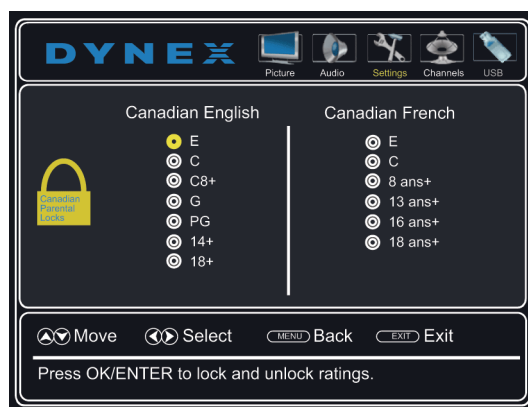 DYNEX
Picture Audio Settings Channels USB
Canadian English
E
C
C8+
G
PG
14+
18+
Canadian French
E
C
8 ans+
13 ans+
16 ans+
18 ans+
Canadian
Parental
Locks
Move Select MENU Back EXIT Exit
Press OK/ENTER to lock and unlock ratings.